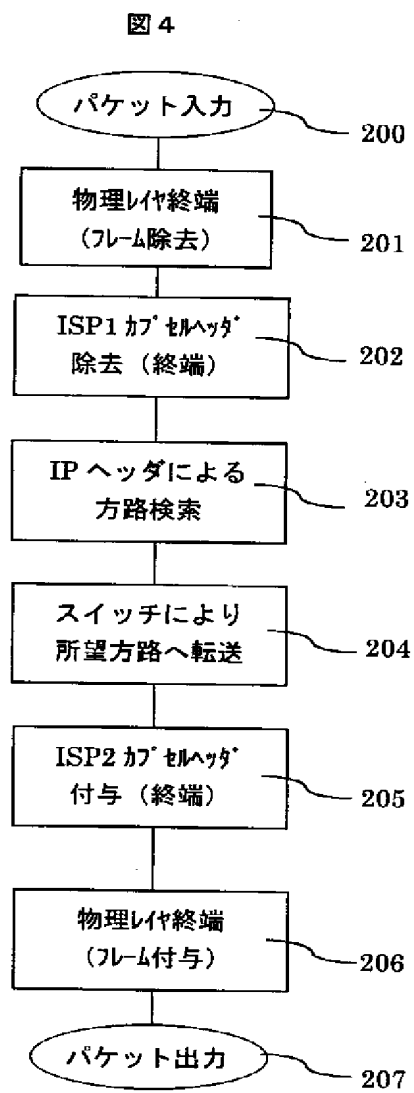 図4
パケット入力
200
物理ﾚｲﾔ終端
(ﾌﾚｰﾑ除去)
201
ISP1 ｶﾌﾟｾﾙﾍｯﾀﾞ
除去 (終端)
202
IP ヘッダによる
方路検索
203
スイッチにより
所望方路へ転送
204
ISP2 ｶﾌﾟｾﾙﾍｯﾀﾞ
付与 (終端)
205
物理ﾚｲﾔ終端
(ﾌﾚｰﾑ付与)
206
パケット出力
207